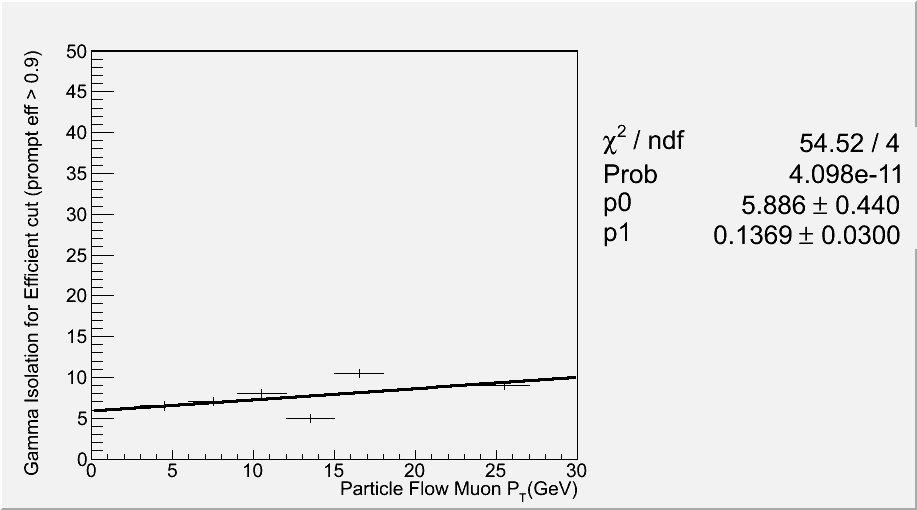 Gamma Isolation for Efficient cut (prompt eff > 0.9)
50
45
40
35
30
25
20
15
10
5
0
0 5 10 15 20 25 30
Particle Flow Muon P_T(GeV)
χ² / ndf 54.52 / 4
Prob 4.098e-11
p0 5.886 ± 0.440
p1 0.1369 ± 0.0300